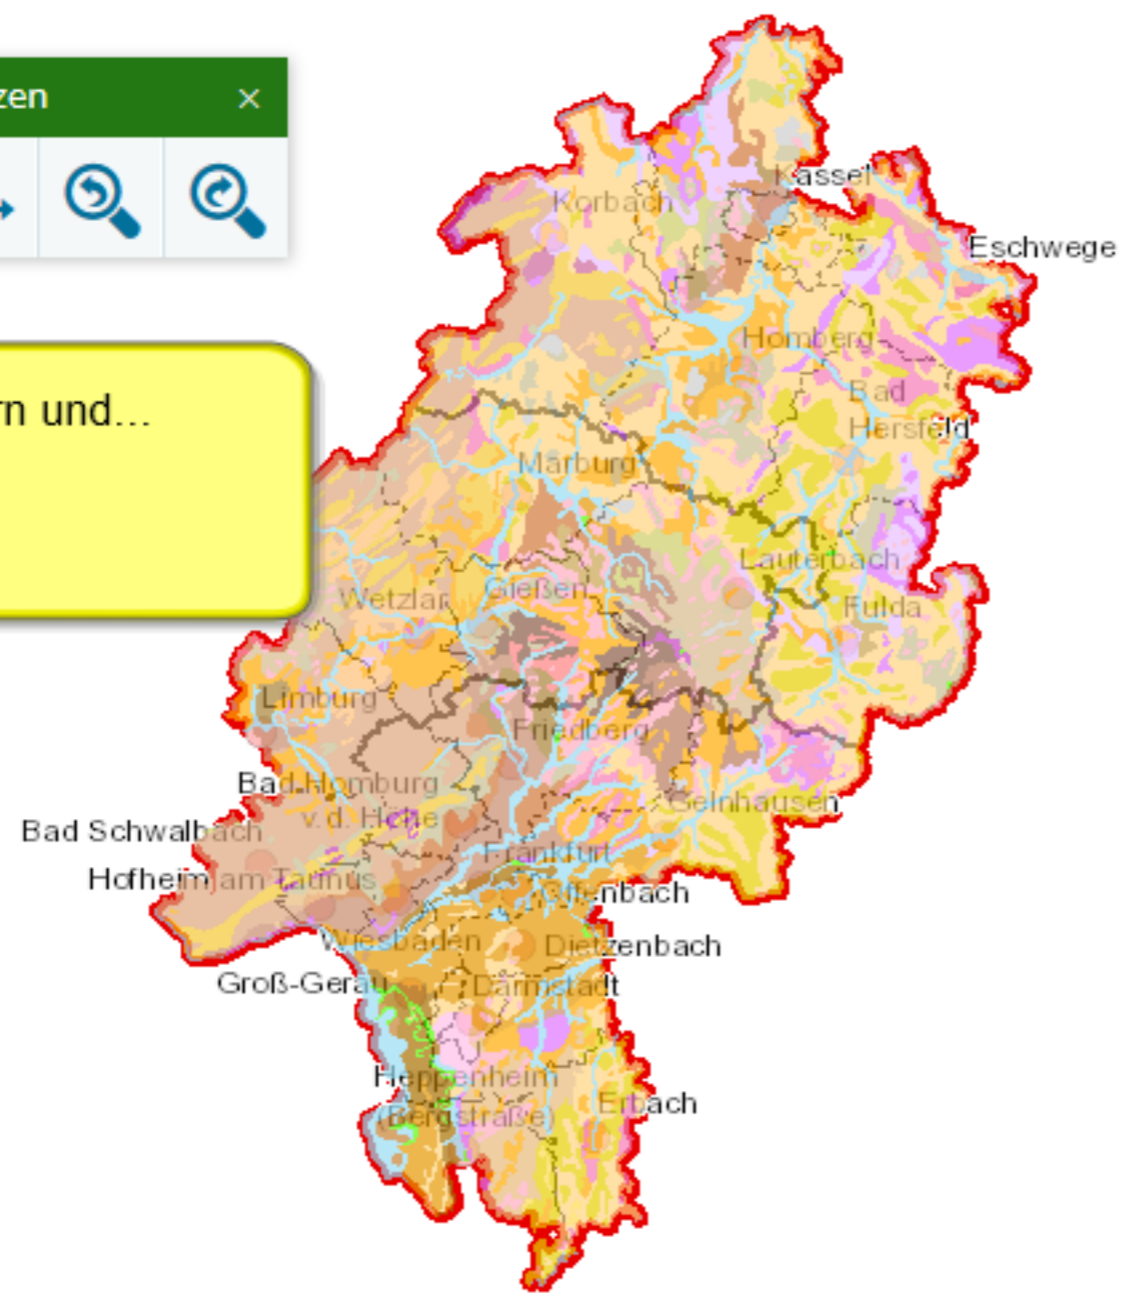 zen
×
rn und...
Kassel
Korbach
Eschwege
Homberg
Bad
Hersfeld
Marburg
Lauterbach
Gießen
Wetzlar
Fulda
Limburg
Friedberg
Bad Homburg
v.d. Höhe
Gelnhausen
Bad Schwalbach
Frankfurt
Hofheim am Taunus
Offenbach
Wiesbaden
Dietzenbach
Groß-Gerau
Darmstadt
Heppenheim
(Bergstraße)
Erbach